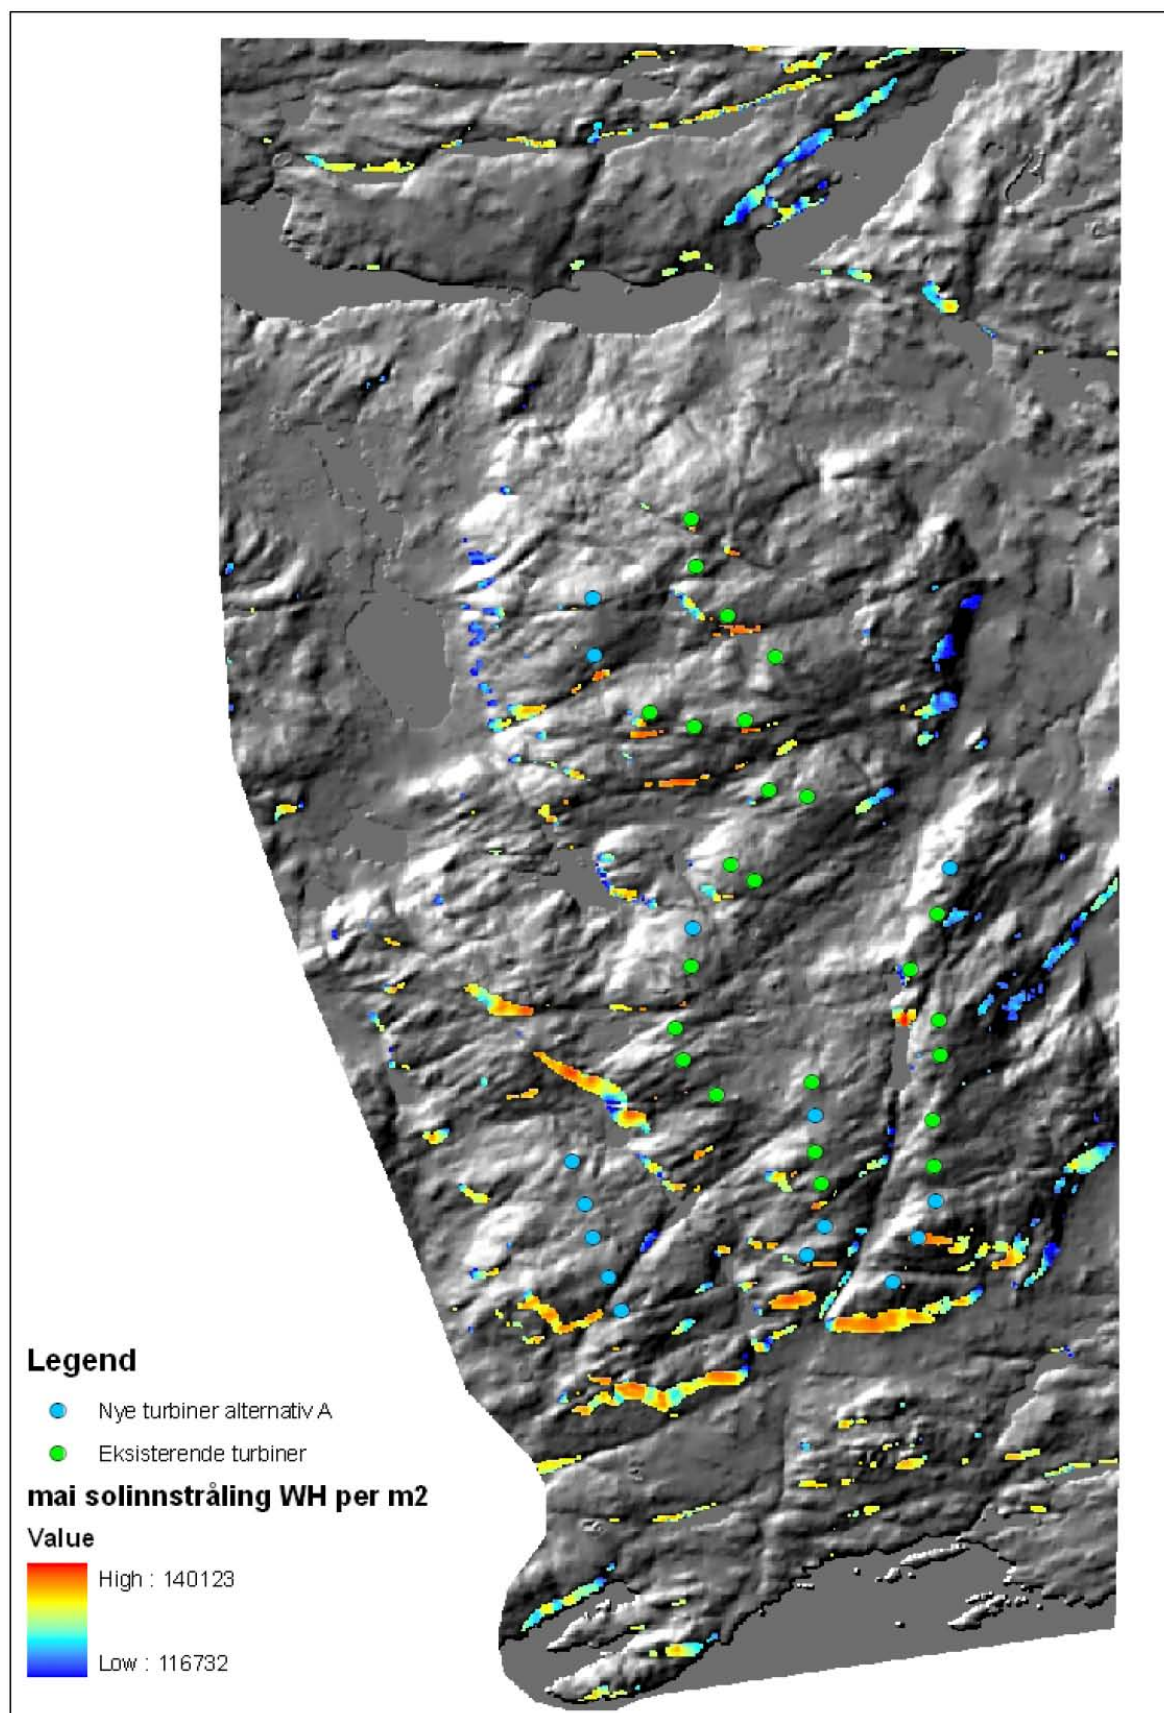 Legend
Nye turbiner alternativ A
Eksisterende turbiner
mai solinnstråling WH per m2
Value
High : 140123
Low : 116732